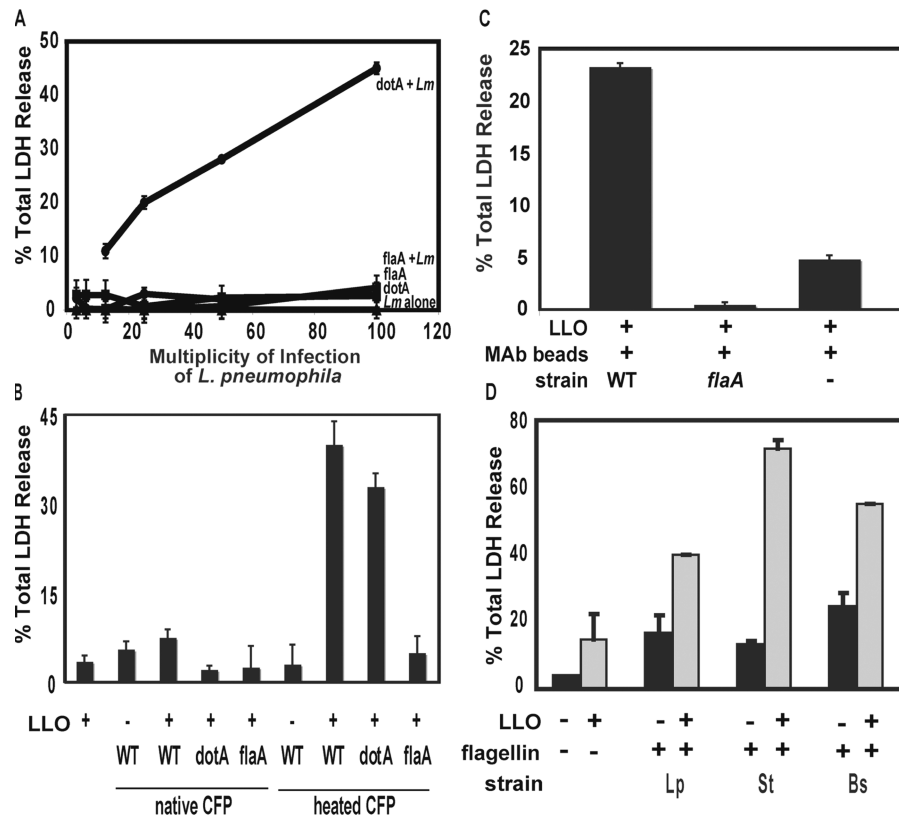 A
50
40
30
20
10
0
% Total LDH Release
dotA + Lm
flaA + Lm
flaA
dotA
Lm alone
0 20 40 60 80 100 120
Multiplicity of Infection
of L. pneumophila
C
25
20
15
10
5
0
% Total LDH Release
LLO + + +
MAb beads + + +
strain WT flaA -
B
45
30
15
0
% Total LDH Release
LLO + - + + + - + + +
WT WT dotA flaA WT WT dotA flaA
native CFP heated CFP
D
80
60
40
20
0
% Total LDH Release
LLO - + - + - + - +
flagellin - - + + + + + +
strain Lp St Bs